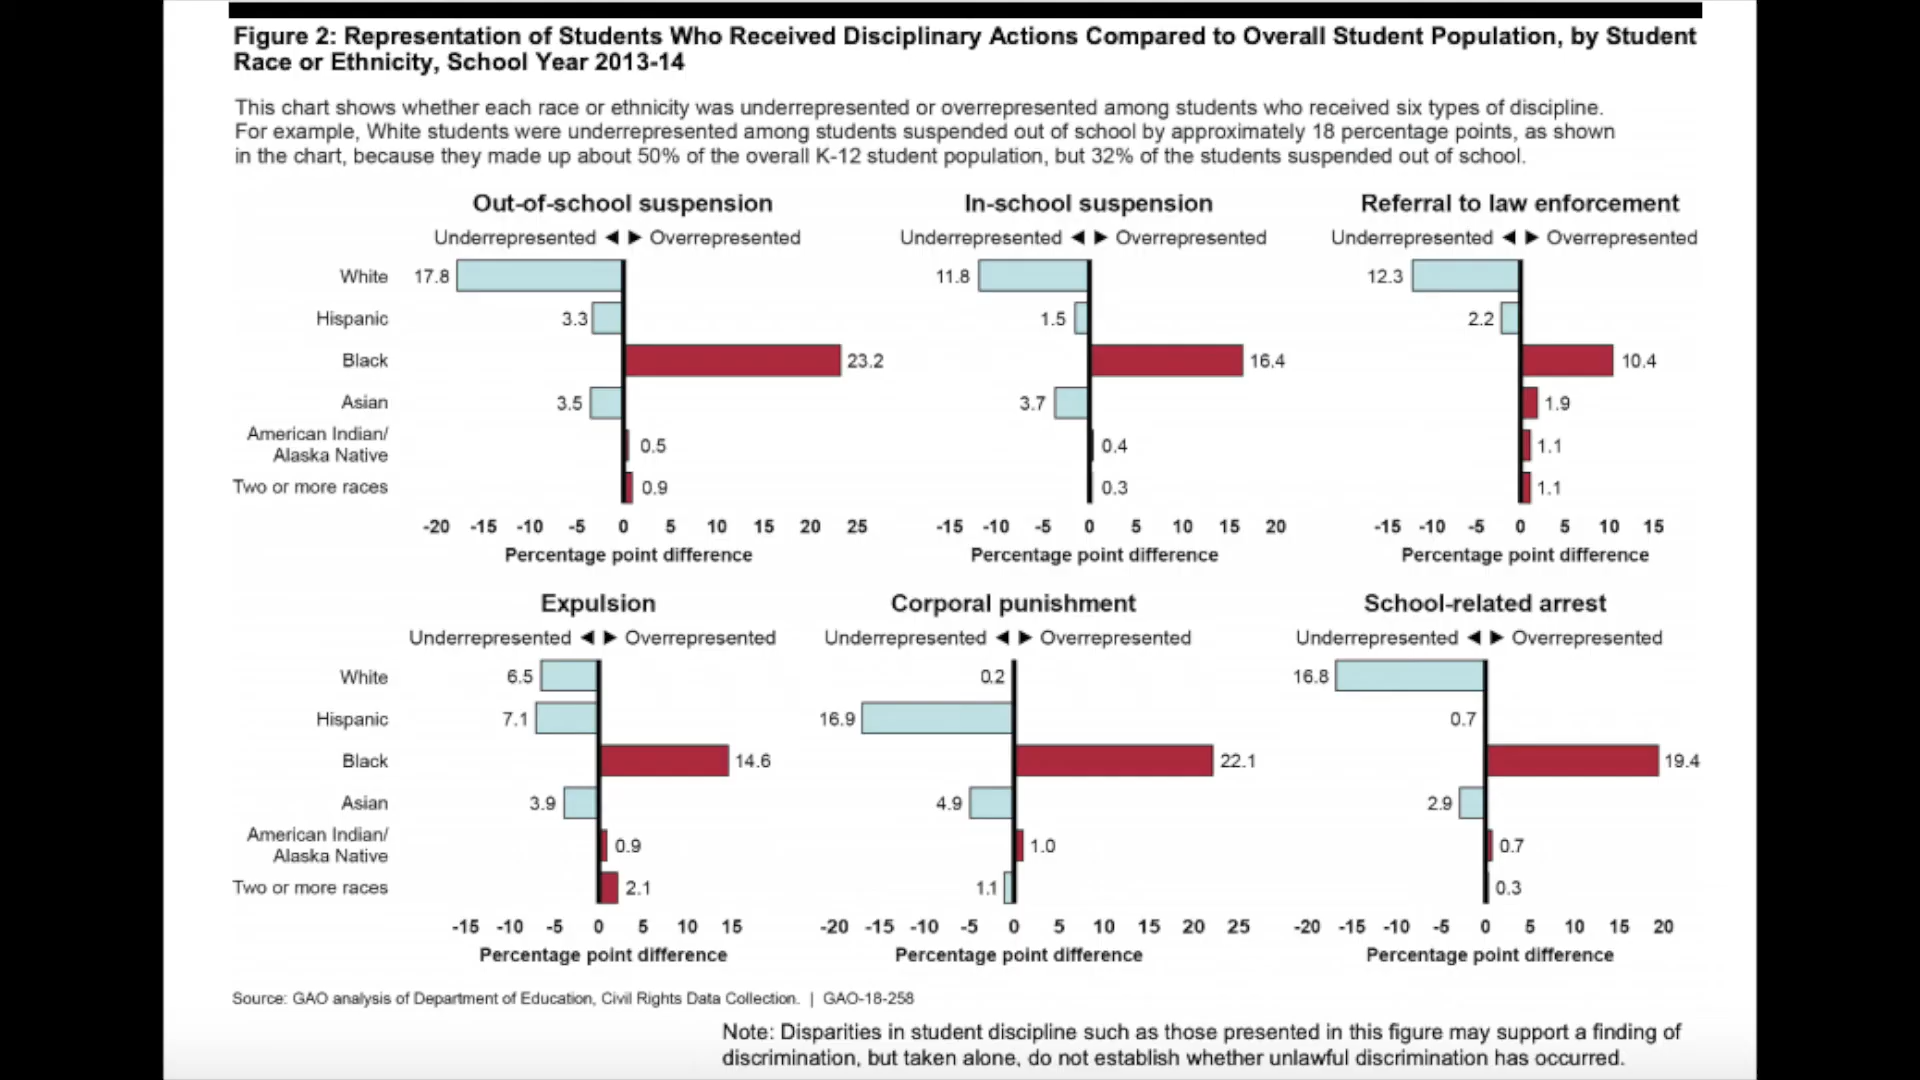 Figure 2: Representation of Students Who Received Disciplinary Actions Compared to Overall Student Population, by Student
Race or Ethnicity, School Year 2013-14
This chart shows whether each race or ethnicity was underrepresented or overrepresented among students who received six types of discipline.
For example, White students were underrepresented among students suspended out of school by approximately 18 percentage points, as shown
in the chart, because they made up about 50% of the overall K-12 student population, but 32% of the students suspended out of school.
Out-of-school suspension
Underrepresented ◀ ▶ Overrepresented
White 17.8
Hispanic 3.3
Black 23.2
Asian 3.5
American Indian/
Alaska Native 0.5
Two or more races 0.9
-20 -15 -10 -5 0 5 10 15 20 25
Percentage point difference
In-school suspension
Underrepresented ◀ ▶ Overrepresented
11.8
1.5
16.4
3.7
0.4
0.3
-15 -10 -5 0 5 10 15 20
Percentage point difference
Referral to law enforcement
Underrepresented ◀ ▶ Overrepresented
12.3
2.2
10.4
1.9
1.1
1.1
-15 -10 -5 0 5 10 15
Percentage point difference
Expulsion
Underrepresented ◀ ▶ Overrepresented
White 6.5
Hispanic 7.1
Black 14.6
Asian 3.9
American Indian/
Alaska Native 0.9
Two or more races 2.1
-15 -10 -5 0 5 10 15
Percentage point difference
Corporal punishment
Underrepresented ◀ ▶ Overrepresented
0.2
16.9
22.1
4.9
1.0
1.1
-20 -15 -10 -5 0 5 10 15 20 25
Percentage point difference
School-related arrest
Underrepresented ◀ ▶ Overrepresented
16.8
0.7
19.4
2.9
0.7
0.3
-20 -15 -10 -5 0 5 10 15 20
Percentage point difference
Source: GAO analysis of Department of Education, Civil Rights Data Collection. | GAO-18-258
Note: Disparities in student discipline such as those presented in this figure may support a finding of
discrimination, but taken alone, do not establish whether unlawful discrimination has occurred.